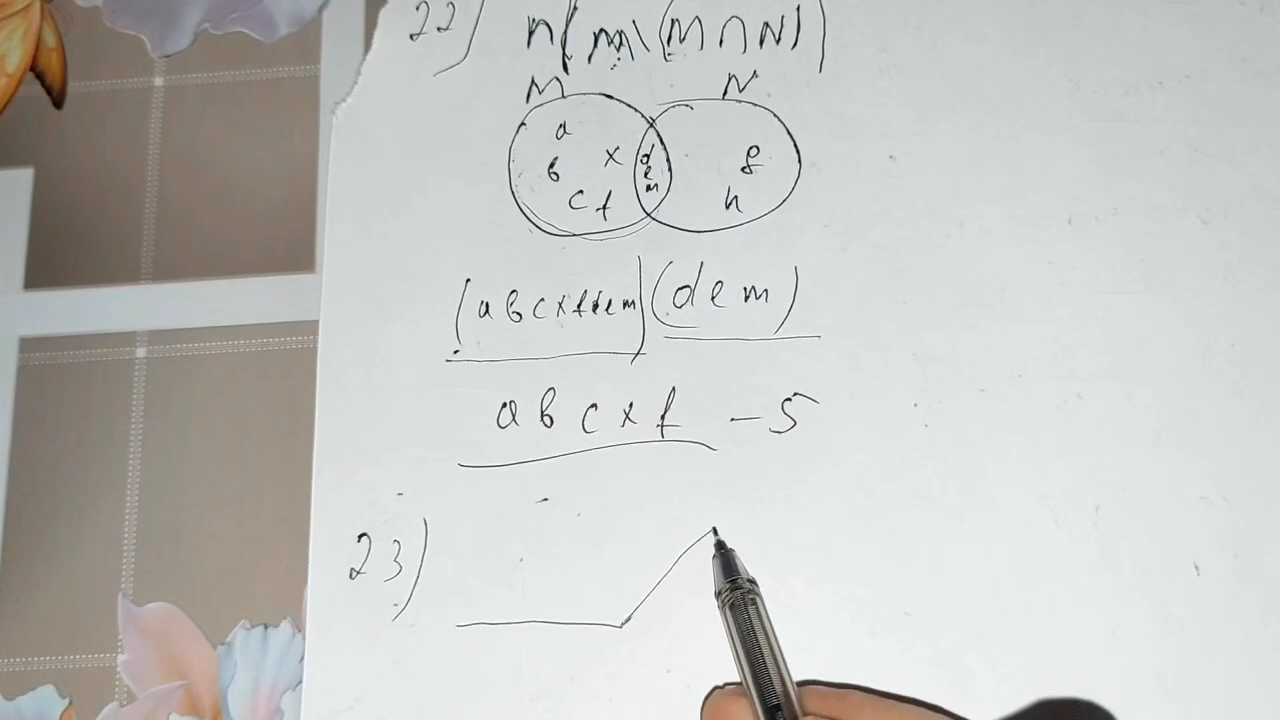 22) n(M\(M∩N))
M N
a
в x d g
c f e m h
(a в c x f d e m)\(d e m)
a в c x f – 5
23)